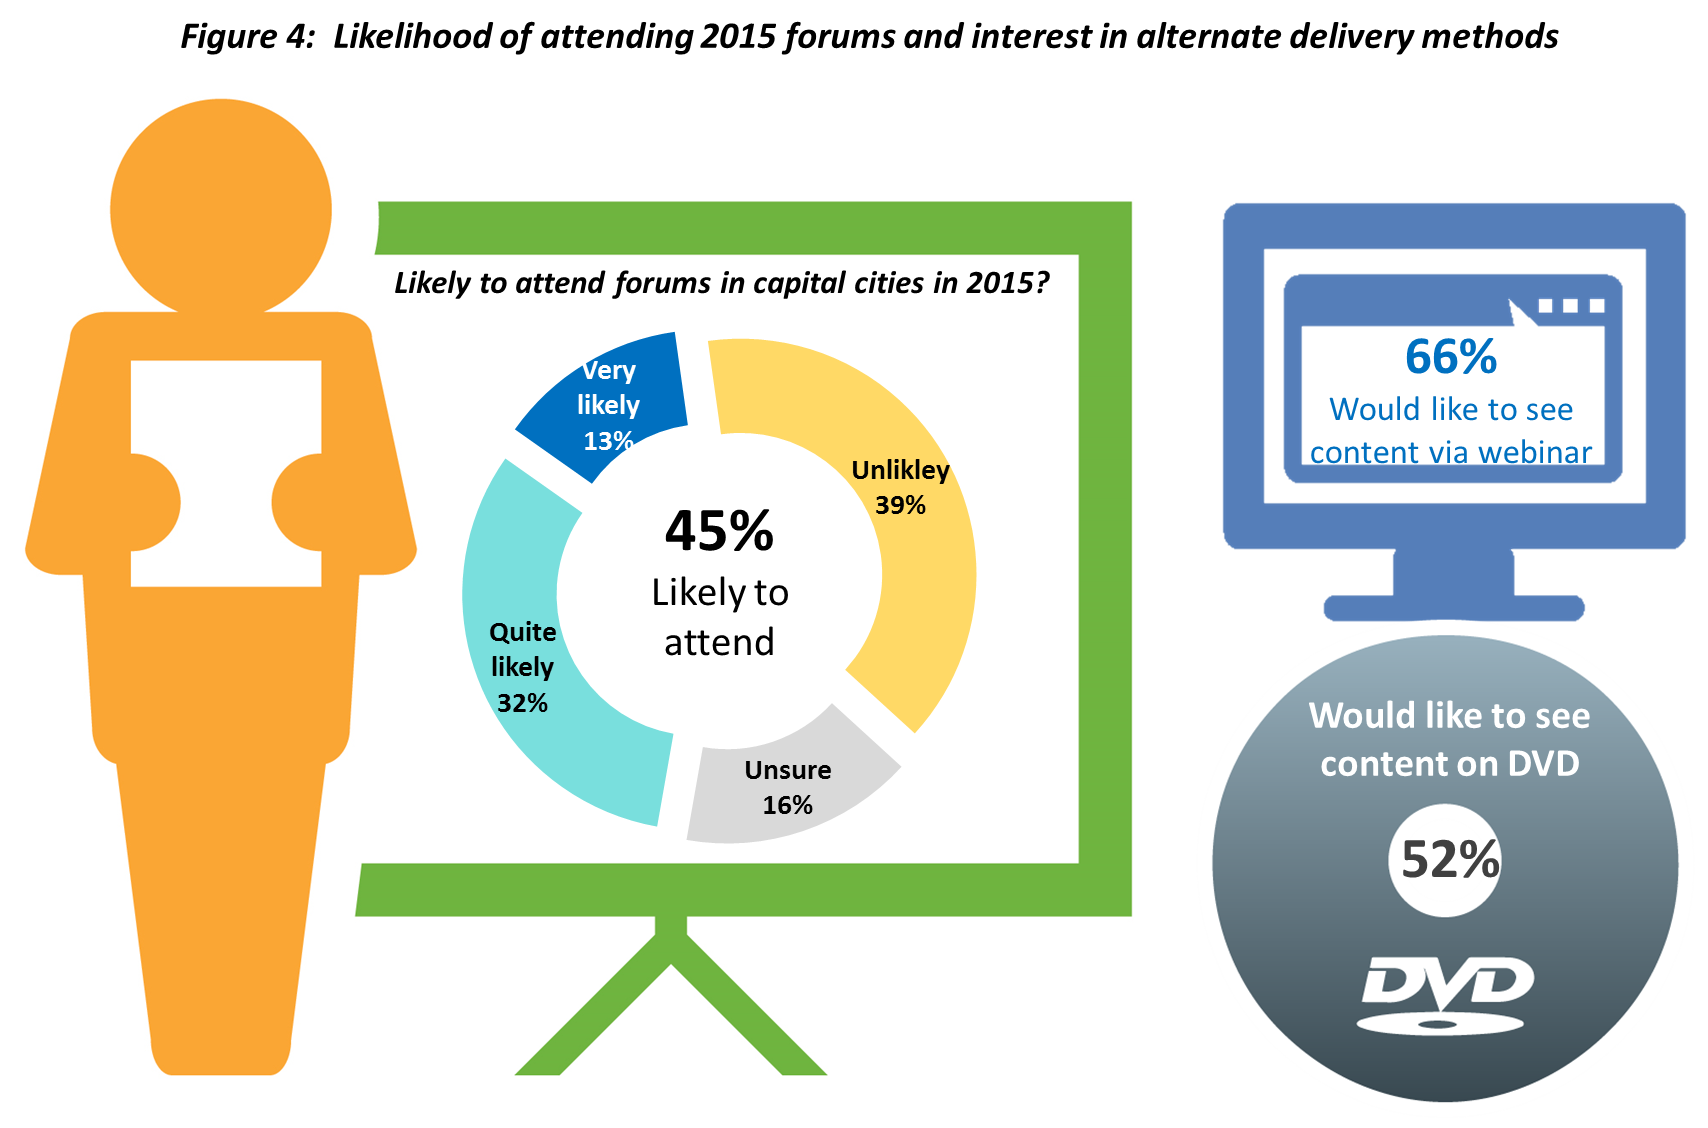 Figure 4:  Likelihood of attending 2015 forums and interest in alternate delivery methods
Likely to attend forums in capital cities in 2015?
Very
likely
13%
Unlikley
39%
45%
Likely to
attend
Quite
likely
32%
Unsure
16%
66%
Would like to see
content via webinar
Would like to see
content on DVD
52%
DVD